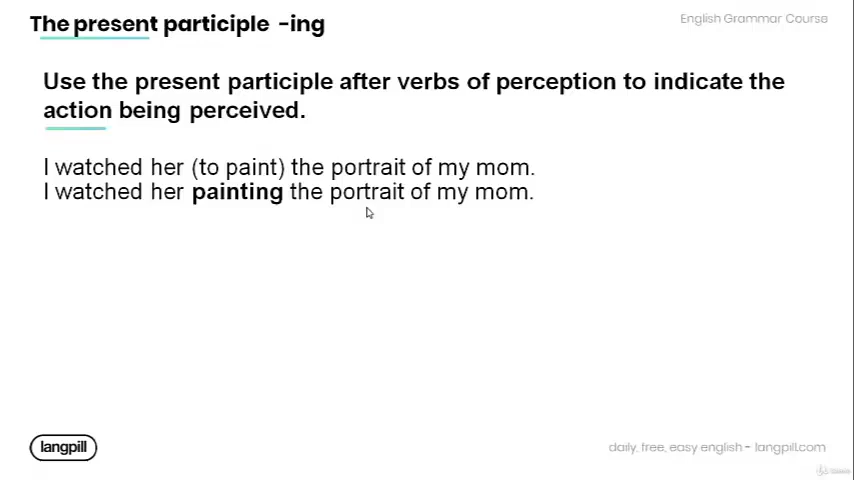 The present participle -ing
English Grammar Course
Use the present participle after verbs of perception to indicate the
action being perceived.
I watched her (to paint) the portrait of my mom.
I watched her painting the portrait of my mom.
langpill
daily, free, easy english - langpill.com